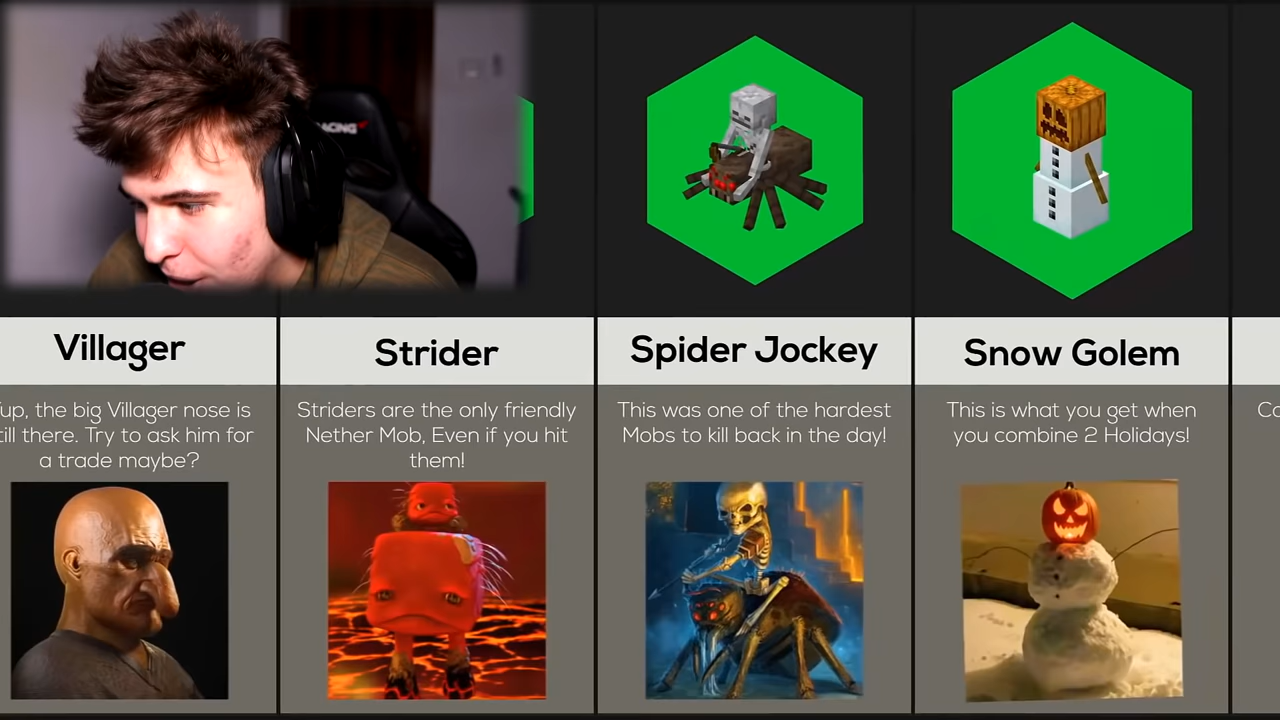 RACING
Villager
Strider
Spider Jockey
Snow Golem
the big Villager nose is
there. Try to ask him for
a trade maybe?
Striders are the only friendly
Nether Mob, Even if you hit
them!
This was one of the hardest
Mobs to kill back in the day!
This is what you get when
you combine 2 Holidays!